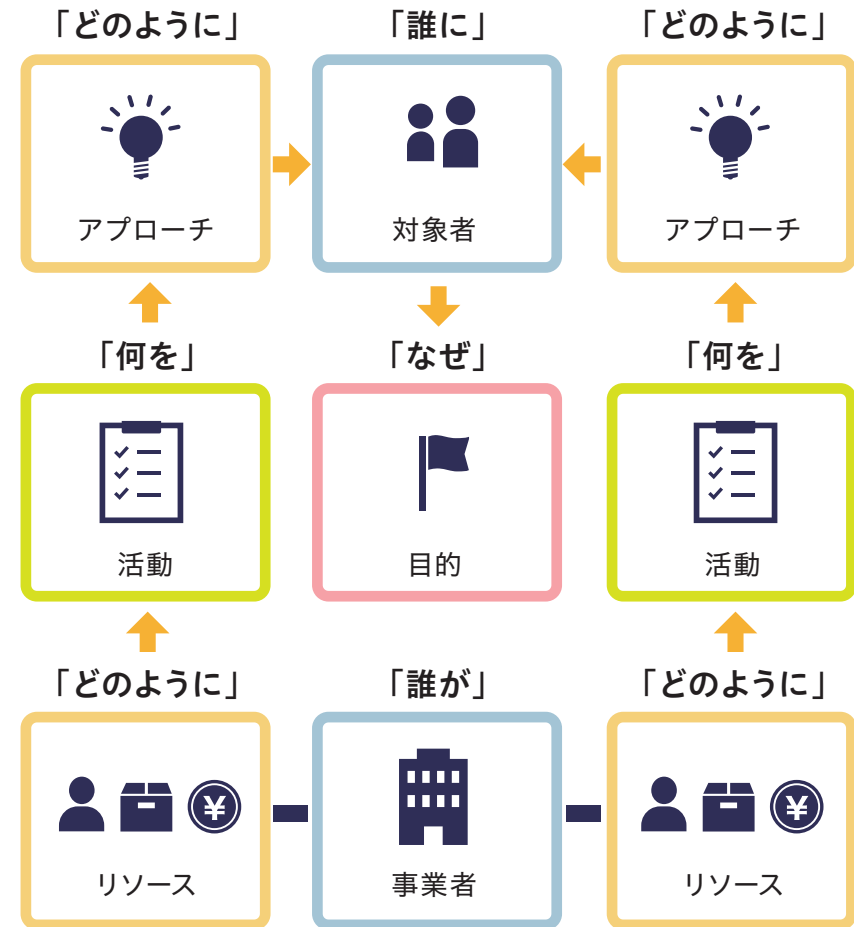 「どのように」
「誰に」
「どのように」
アプローチ
対象者
アプローチ
「何を」
「なぜ」
「何を」
活動
目的
活動
「どのように」
「誰が」
「どのように」
¥
¥
リソース
事業者
リソース